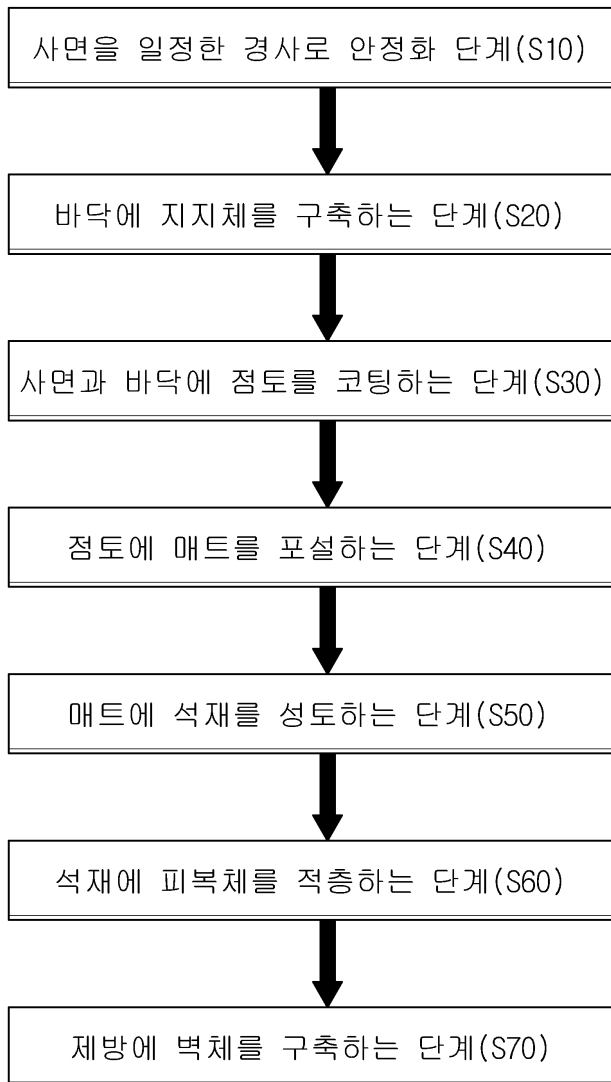 사면을 일정한 경사로 안정화 단계(S10)
바닥에 지지체를 구축하는 단계(S20)
사면과 바닥에 점토를 코팅하는 단계(S30)
점토에 매트를 포설하는 단계(S40)
매트에 석재를 성토하는 단계(S50)
석재에 피복체를 적층하는 단계(S60)
제방에 벽체를 구축하는 단계(S70)